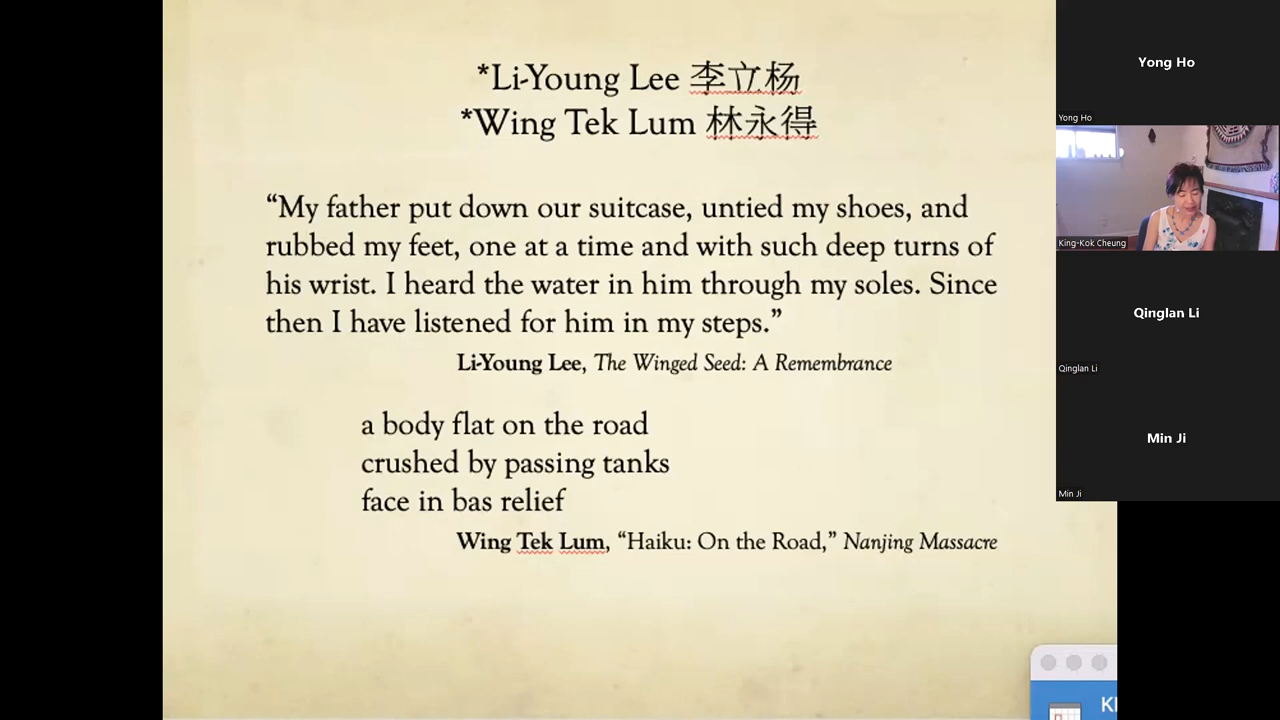 *Li-Young Lee 李立杨
*Wing Tek Lum 林永得
“My father put down our suitcase, untied my shoes, and
rubbed my feet, one at a time and with such deep turns of
his wrist. I heard the water in him through my soles. Since
then I have listened for him in my steps.”
Li-Young Lee, The Winged Seed: A Remembrance
a body flat on the road
crushed by passing tanks
face in bas relief
Wing Tek Lum, “Haiku: On the Road,” Nanjing Massacre
Yong Ho
Yong Ho
King-Kok Cheung
Qinglan Li
Qinglan Li
Min Ji
Min Ji